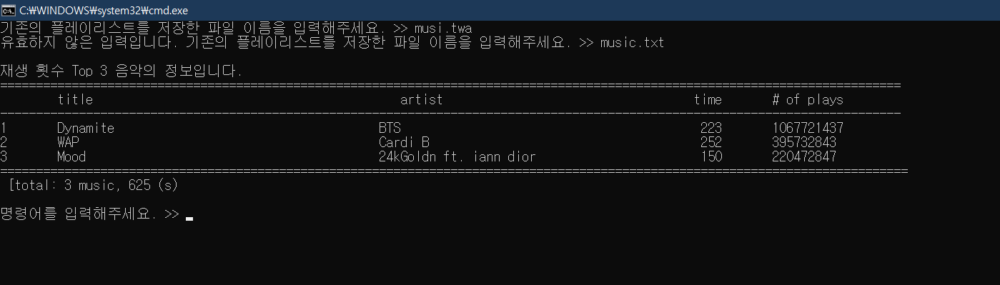 C:₩WINDOWS₩system32₩cmd.exe
기존의 플레이리스트를 저장한 파일 이름을 입력해주세요. >> musi.twa
유효하지 않은 입력입니다. 기존의 플레이리스트를 저장한 파일 이름을 입력해주세요. >> music.txt
재생 횟수 Top 3 음악의 정보입니다.
==============================================================================================================================
title artist time # of plays
------------------------------------------------------------------------------------------------------------------------------
1 Dynamite BTS 223 1067721437
2 WAP Cardi B 252 395732843
3 Mood 24kGoldn ft. iann dior 150 220472847
===============================================================================================================================
[total: 3 music, 625 (s)
명령어를 입력해주세요. >>